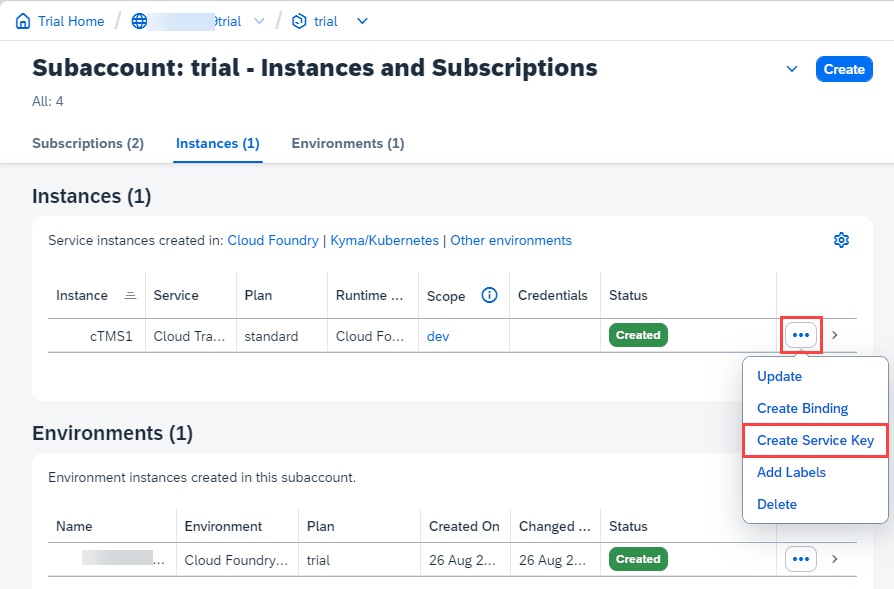 Trial Home / trial / trial
Subaccount: trial - Instances and Subscriptions
Create
All: 4
Subscriptions (2) Instances (1) Environments (1)
Instances (1)
Service instances created in: Cloud Foundry | Kyma/Kubernetes | Other environments
Instance Service Plan Runtime ... Scope Credentials Status
cTMS1 Cloud Tra... standard Cloud Fo... dev Created
Update
Create Binding
Create Service Key
Add Labels
Delete
Environments (1)
Environment instances created in this subaccount.
Name Environment Plan Created On Changed ... Status
... Cloud Foundry... trial 26 Aug 2... 26 Aug 2... Created